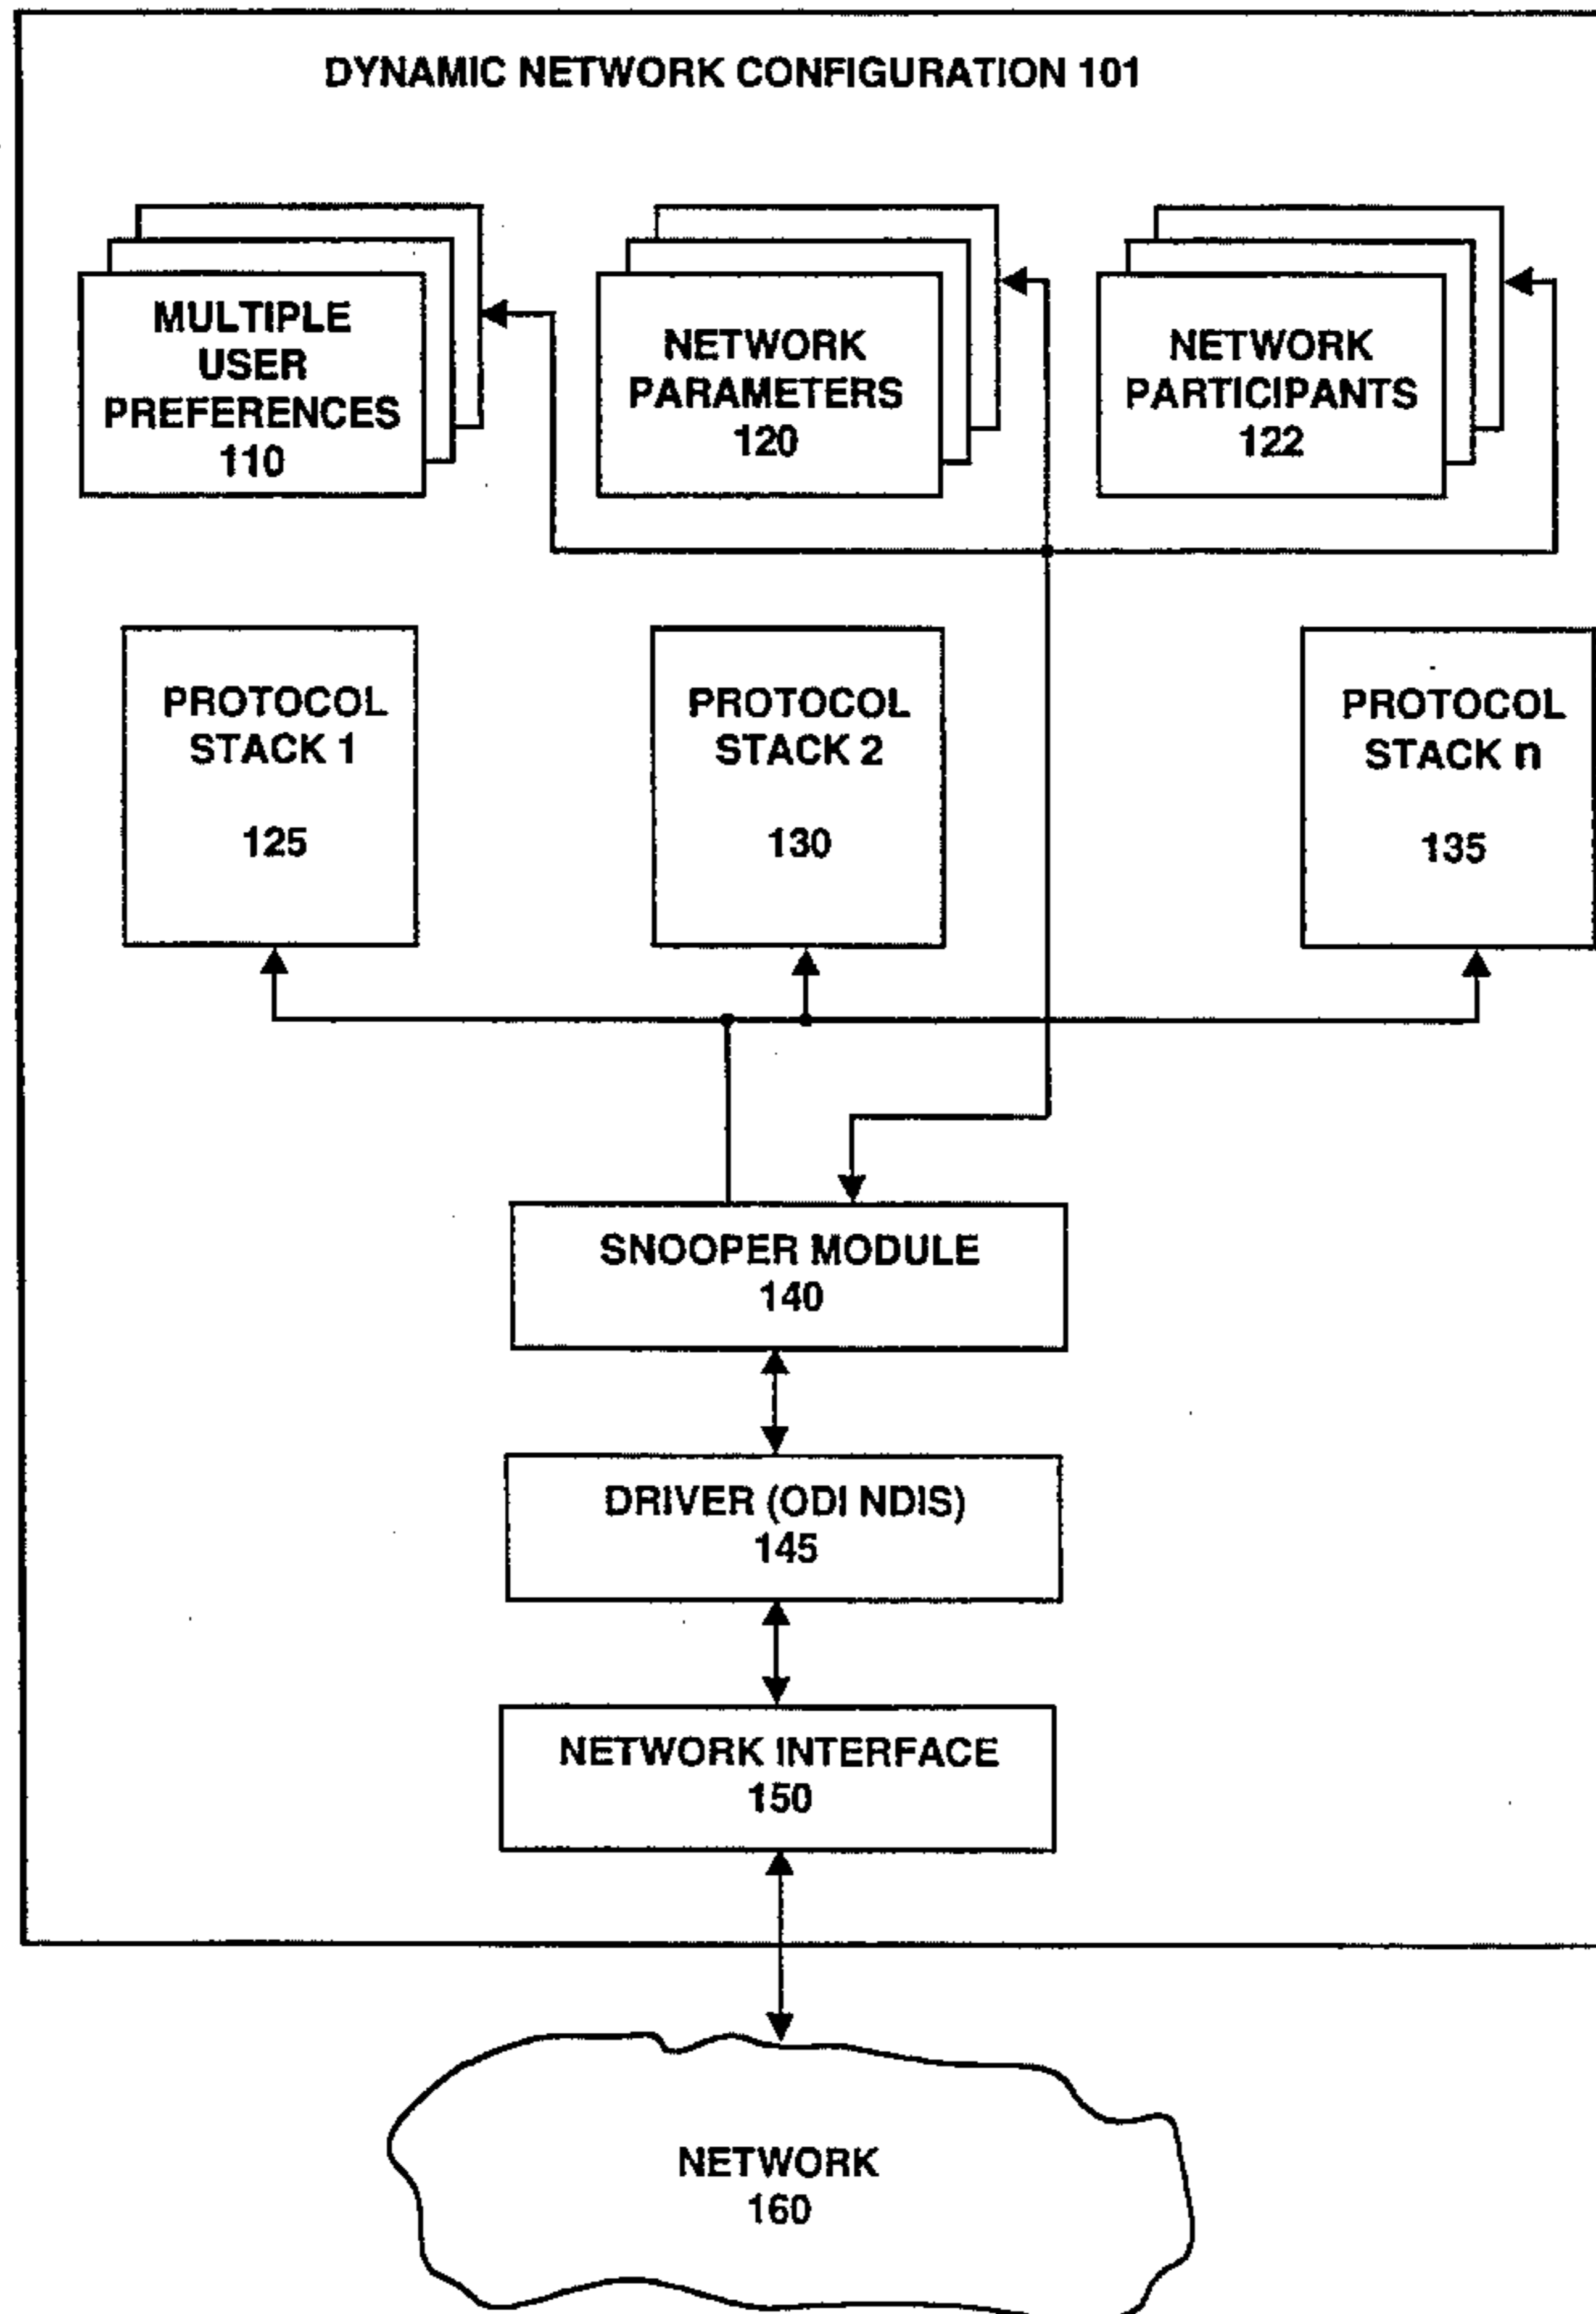 DYNAMIC NETWORK CONFIGURATION 101
MULTIPLE
USER
PREFERENCES
110
NETWORK
PARAMETERS
120
NETWORK
PARTICIPANTS
122
PROTOCOL
STACK 1
125
PROTOCOL
STACK 2
130
PROTOCOL
STACK n
135
SNOOPER MODULE
140
DRIVER (ODI NDIS)
145
NETWORK INTERFACE
150
NETWORK
160